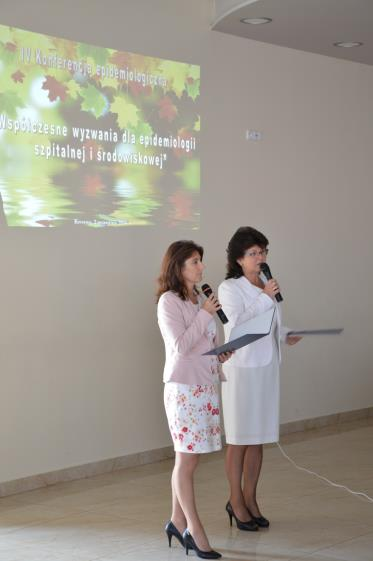 IV Konferencja epidemiologiczna
"Współczesne wyzwania dla epidemiologii
szpitalnej i środowiskowej"